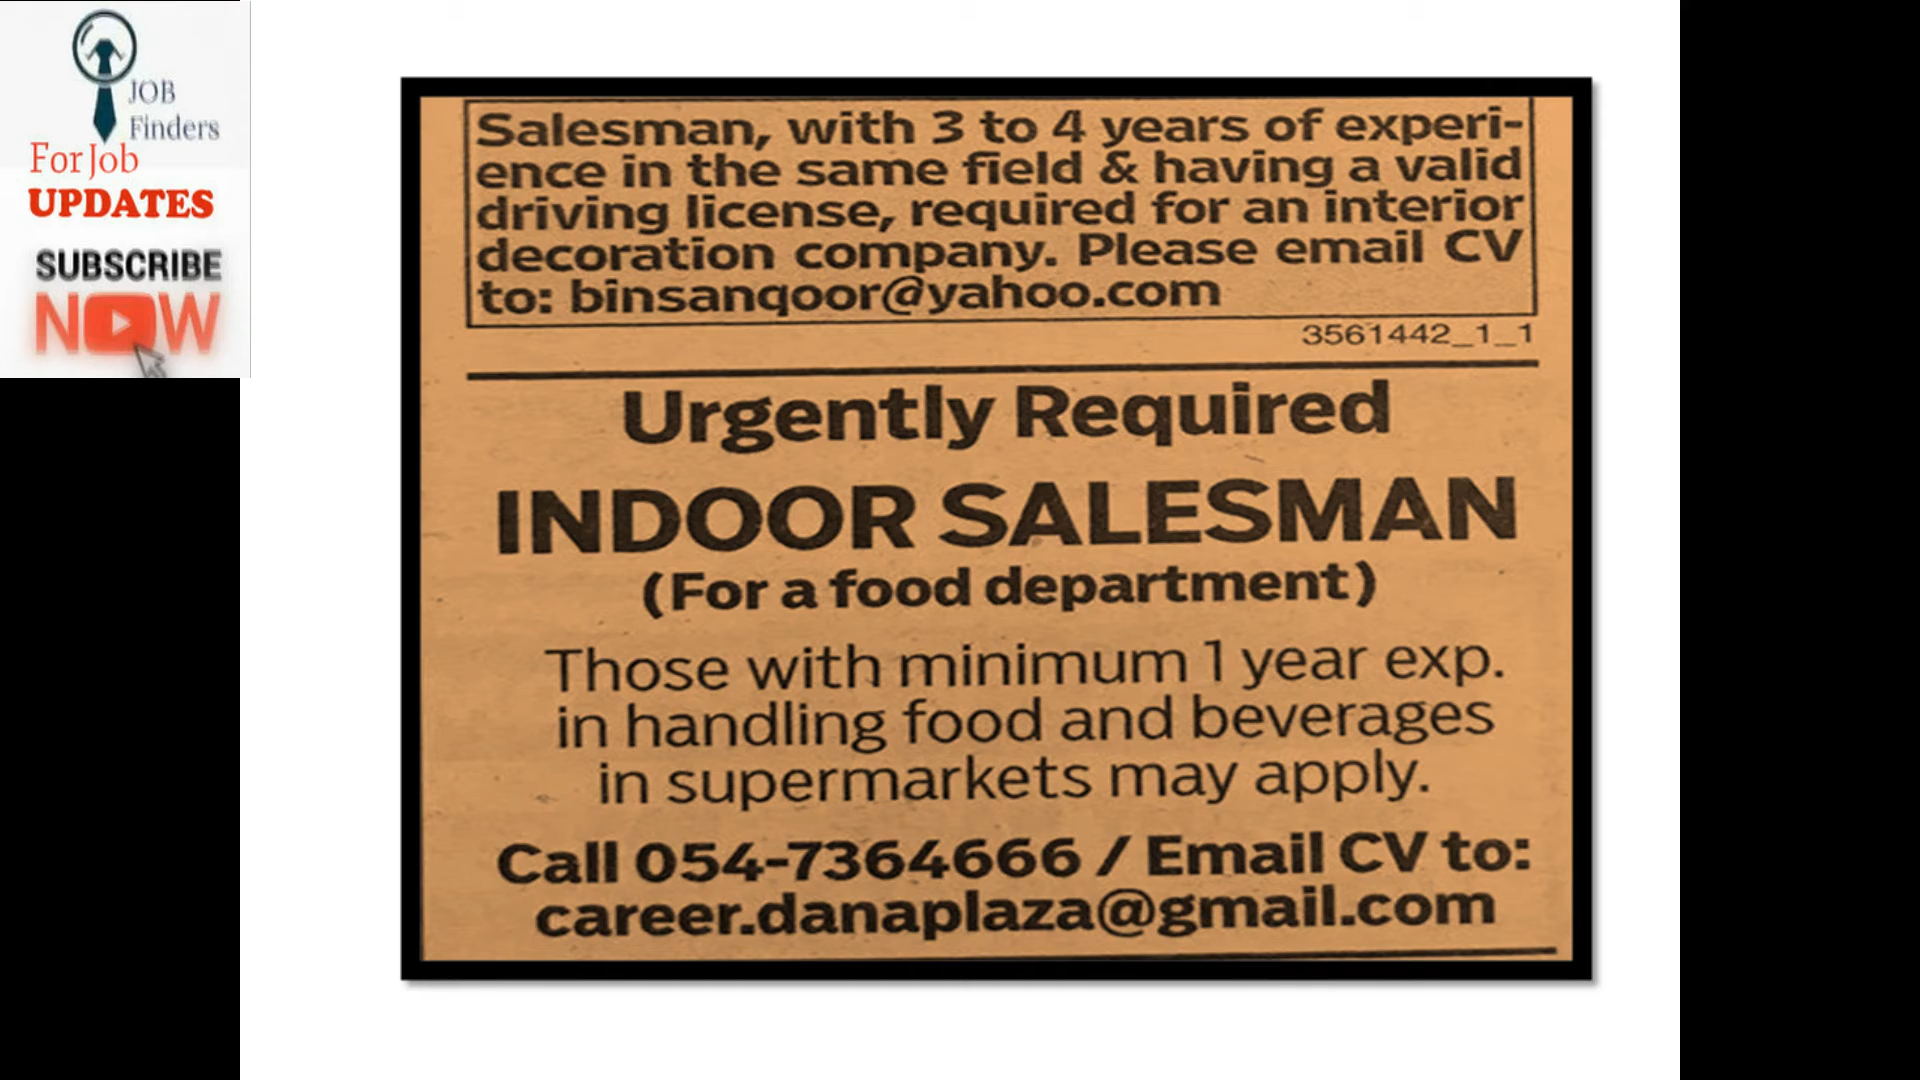 JOB
Finders
For Job
UPDATES
SUBSCRIBE
NOW
Salesman, with 3 to 4 years of experi-
ence in the same field & having a valid
driving license, required for an interior
decoration company. Please email CV
to: binsanqoor@yahoo.com
3561442_1_1
Urgently Required
INDOOR SALESMAN
(For a food department)
Those with minimum 1 year exp.
in handling food and beverages
in supermarkets may apply.
Call 054-7364666 / Email CV to:
career.danaplaza@gmail.com